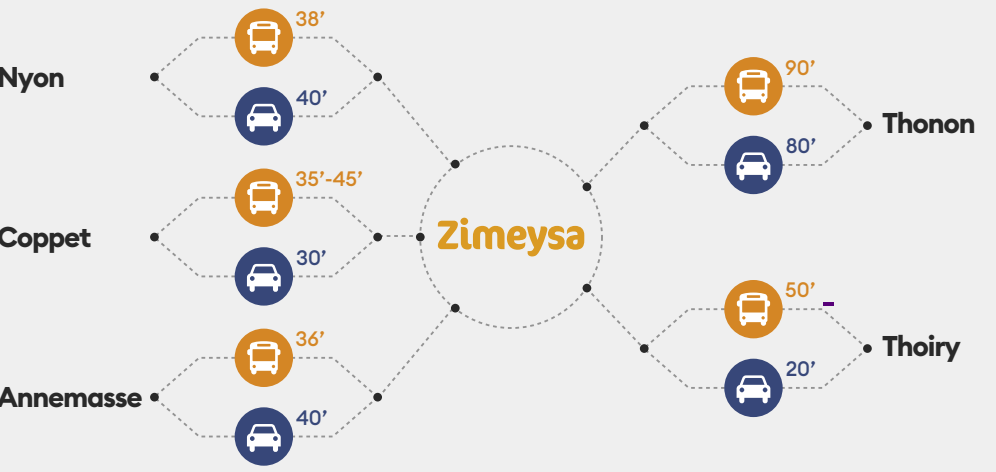 Nyon
38’
40’
Coppet
35’-45’
30’
Annemasse
36’
40’
Zimeysa
90’
80’
Thonon
50’
20’
Thoiry